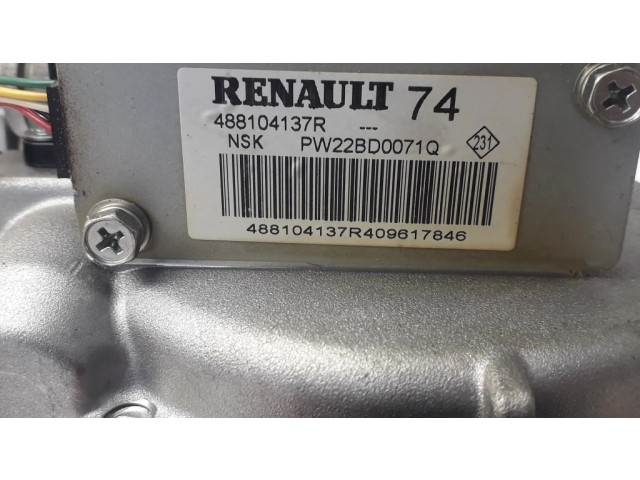 RENAULT 74
488104137R ---
NSK PW22BD0071Q 231
488104137R409617846